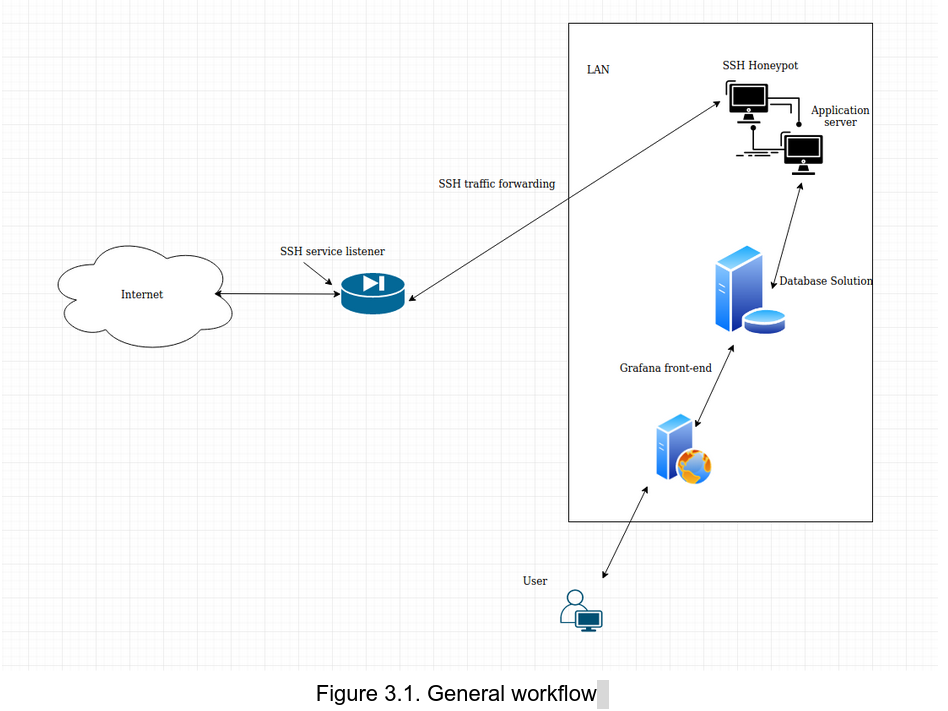 LAN
SSH Honeypot
Application
server
SSH traffic forwarding
SSH service listener
Internet
Database Solution
Grafana front-end
User
Figure 3.1. General workflow